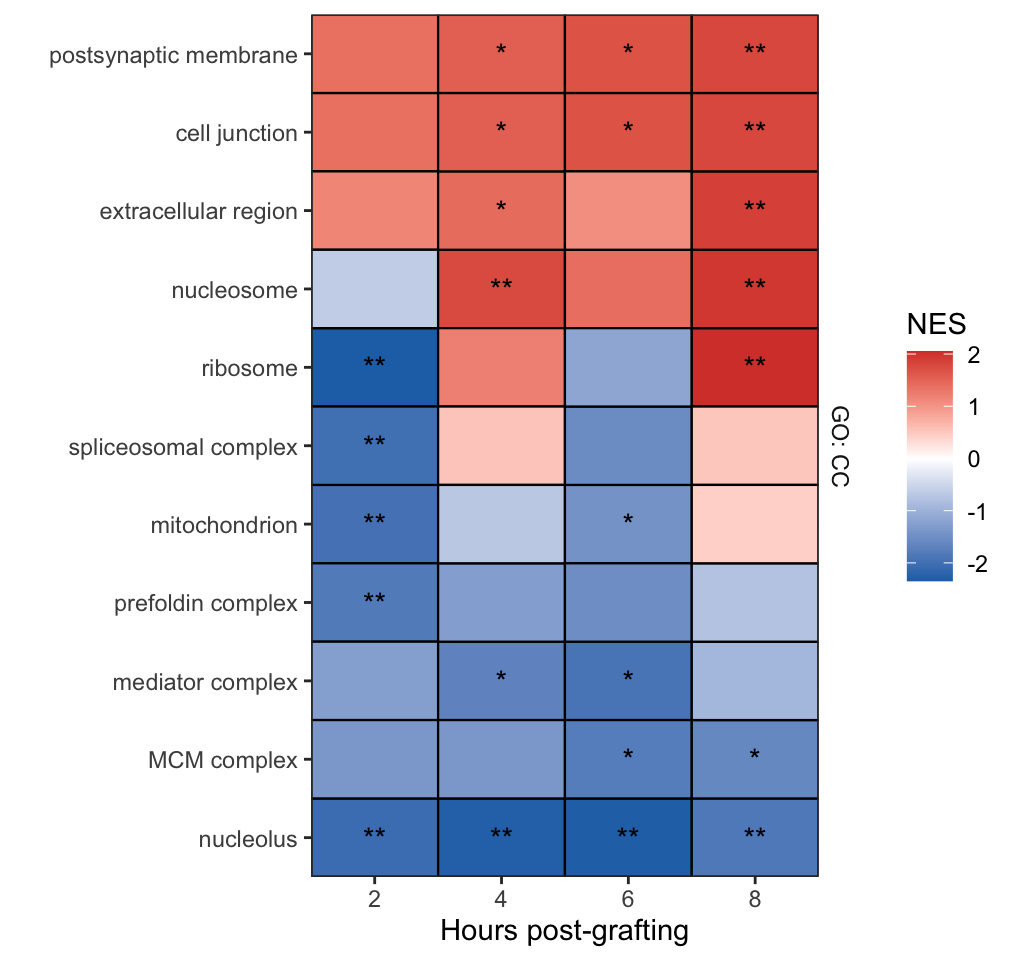 postsynaptic membrane * * **
cell junction * * **
extracellular region * **
nucleosome ** **
ribosome ** **
spliceosomal complex **
mitochondrion ** *
prefoldin complex **
mediator complex * *
MCM complex * *
nucleolus ** ** ** **
2 4 6 8
Hours post-grafting
GO: CC
NES
2
1
0
-1
-2